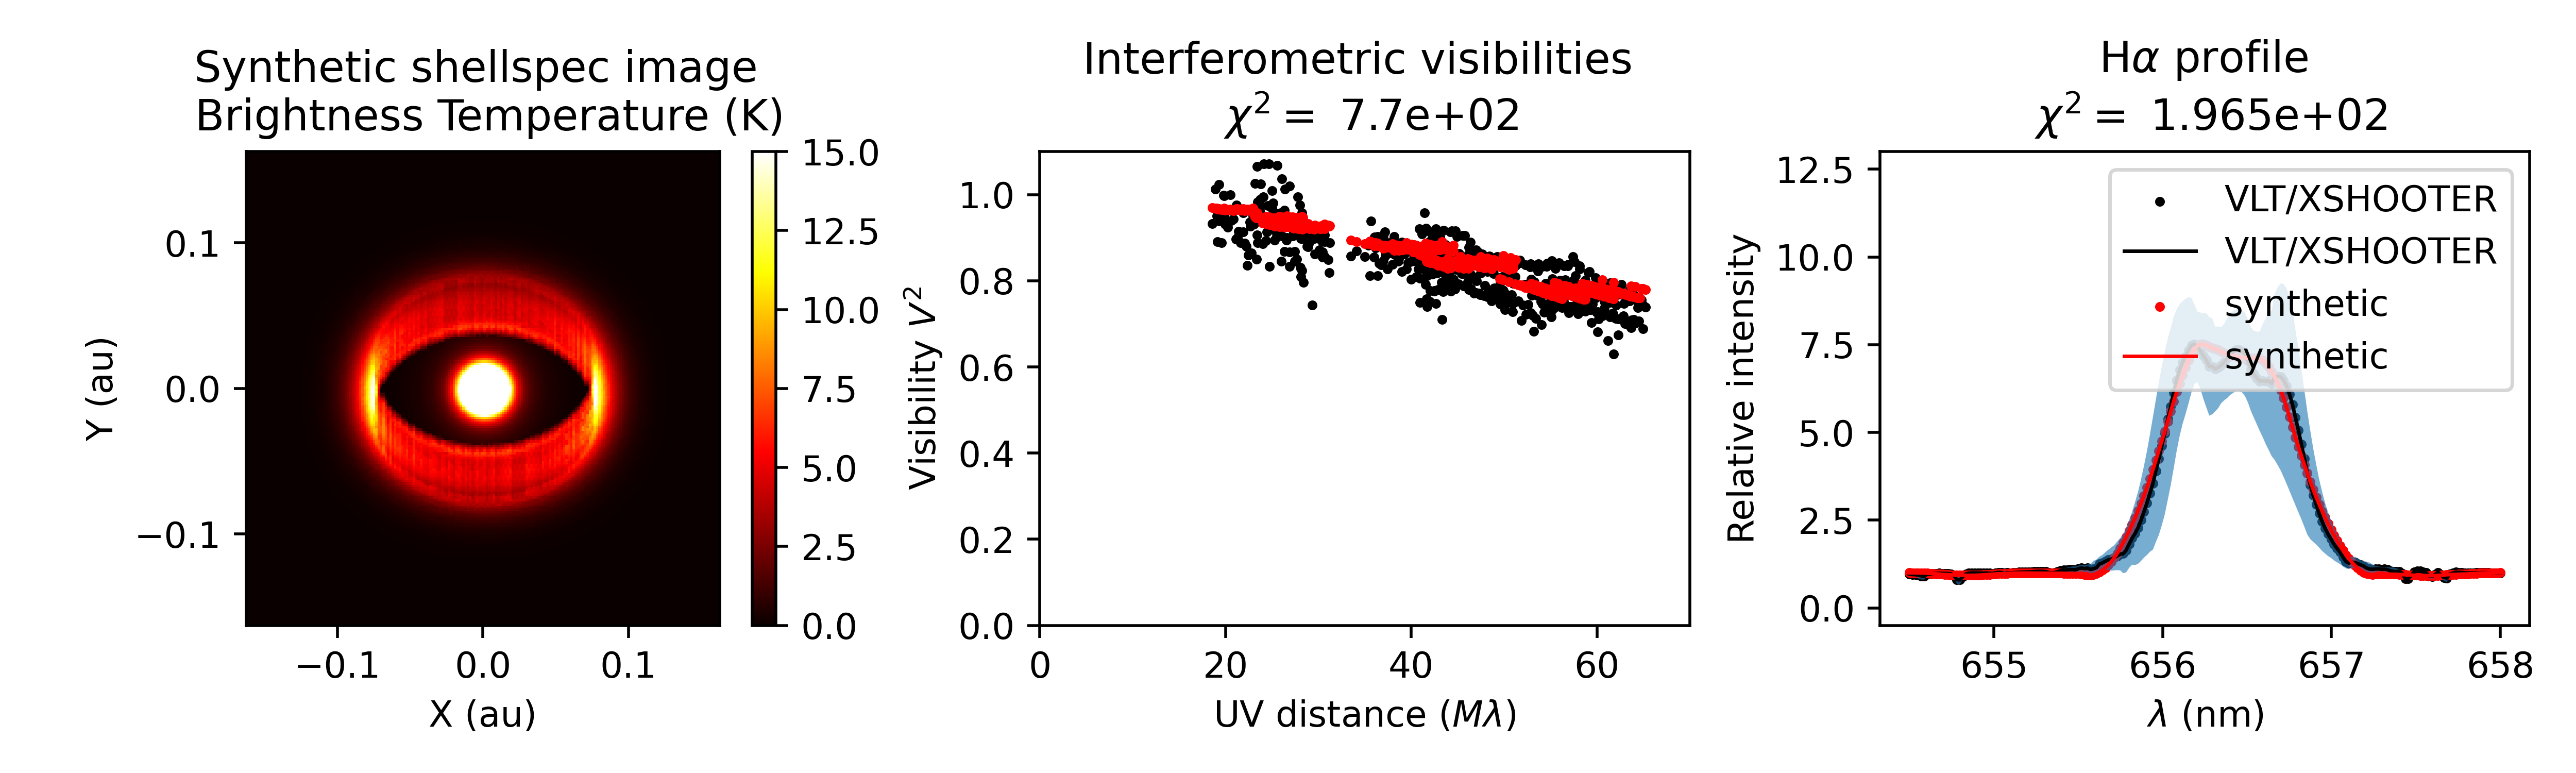 Synthetic shellspec image
Brightness Temperature (K)
0.1
0.0
−0.1
Y (au)
−0.1
0.0
0.1
X (au)
15.0
12.5
10.0
7.5
5.0
2.5
0.0
Interferometric visibilities
χ² = 7.7e+02
1.0
0.8
0.6
0.4
0.2
0.0
Visibility V²
0
20
40
60
UV distance (Mλ)
Hα profile
χ² = 1.965e+02
12.5
10.0
7.5
5.0
2.5
0.0
Relative intensity
VLT/XSHOOTER
VLT/XSHOOTER
synthetic
synthetic
655
656
657
658
λ (nm)